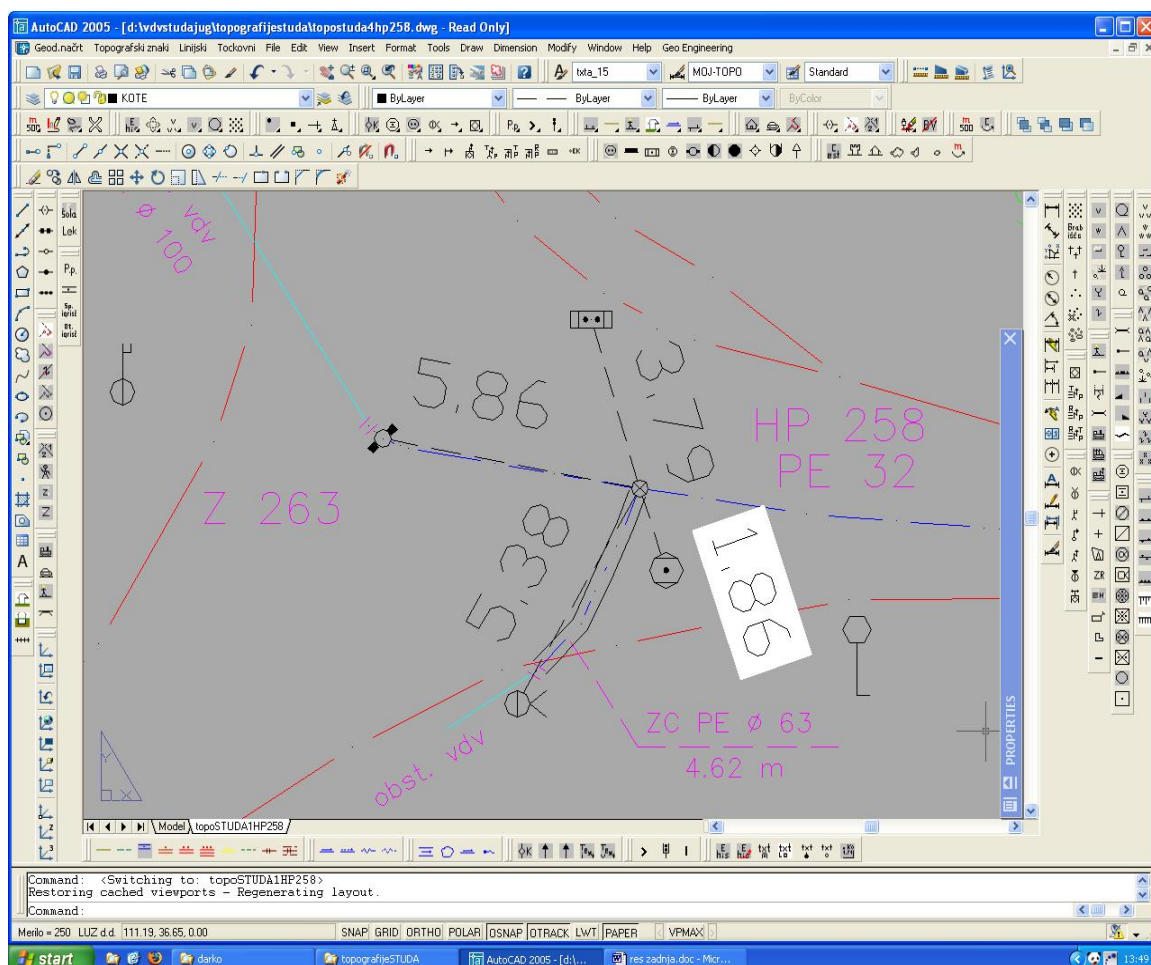 AutoCAD 2005 - [d:\vdvstudajug\topografijestuda\topostuda4hp258.dwg - Read Only]
Geod.načrt Topografski znaki Linijski Tockovni File Edit View Insert Format Tools Draw Dimension Modify Window Help Geo Engineering
txta_15 MOJ-TOPO Standard
KOTE ByLayer ByLayer ByLayer ByColor
Šola
Lek
P.p.
vdv
ø 100
5.86
3.76
HP 258
PE 32
Z 263
5.38
1.86
ZC PE ø 63
4.62 m
obst. vdv
PROPERTIES
Model topoSTUDA1HP258
Command: <Switching to: topoSTUDA1HP258>
Restoring cached viewports - Regenerating layout.
Command:
Merilo = 250 LUZ d.d. 111.19, 36.65, 0.00 SNAP GRID ORTHO POLAR OSNAP OTRACK LWT PAPER VPMAX
start darko topografijeSTUDA AutoCAD 2005 - [d:\... res zadnja.doc - Micr... 13:49